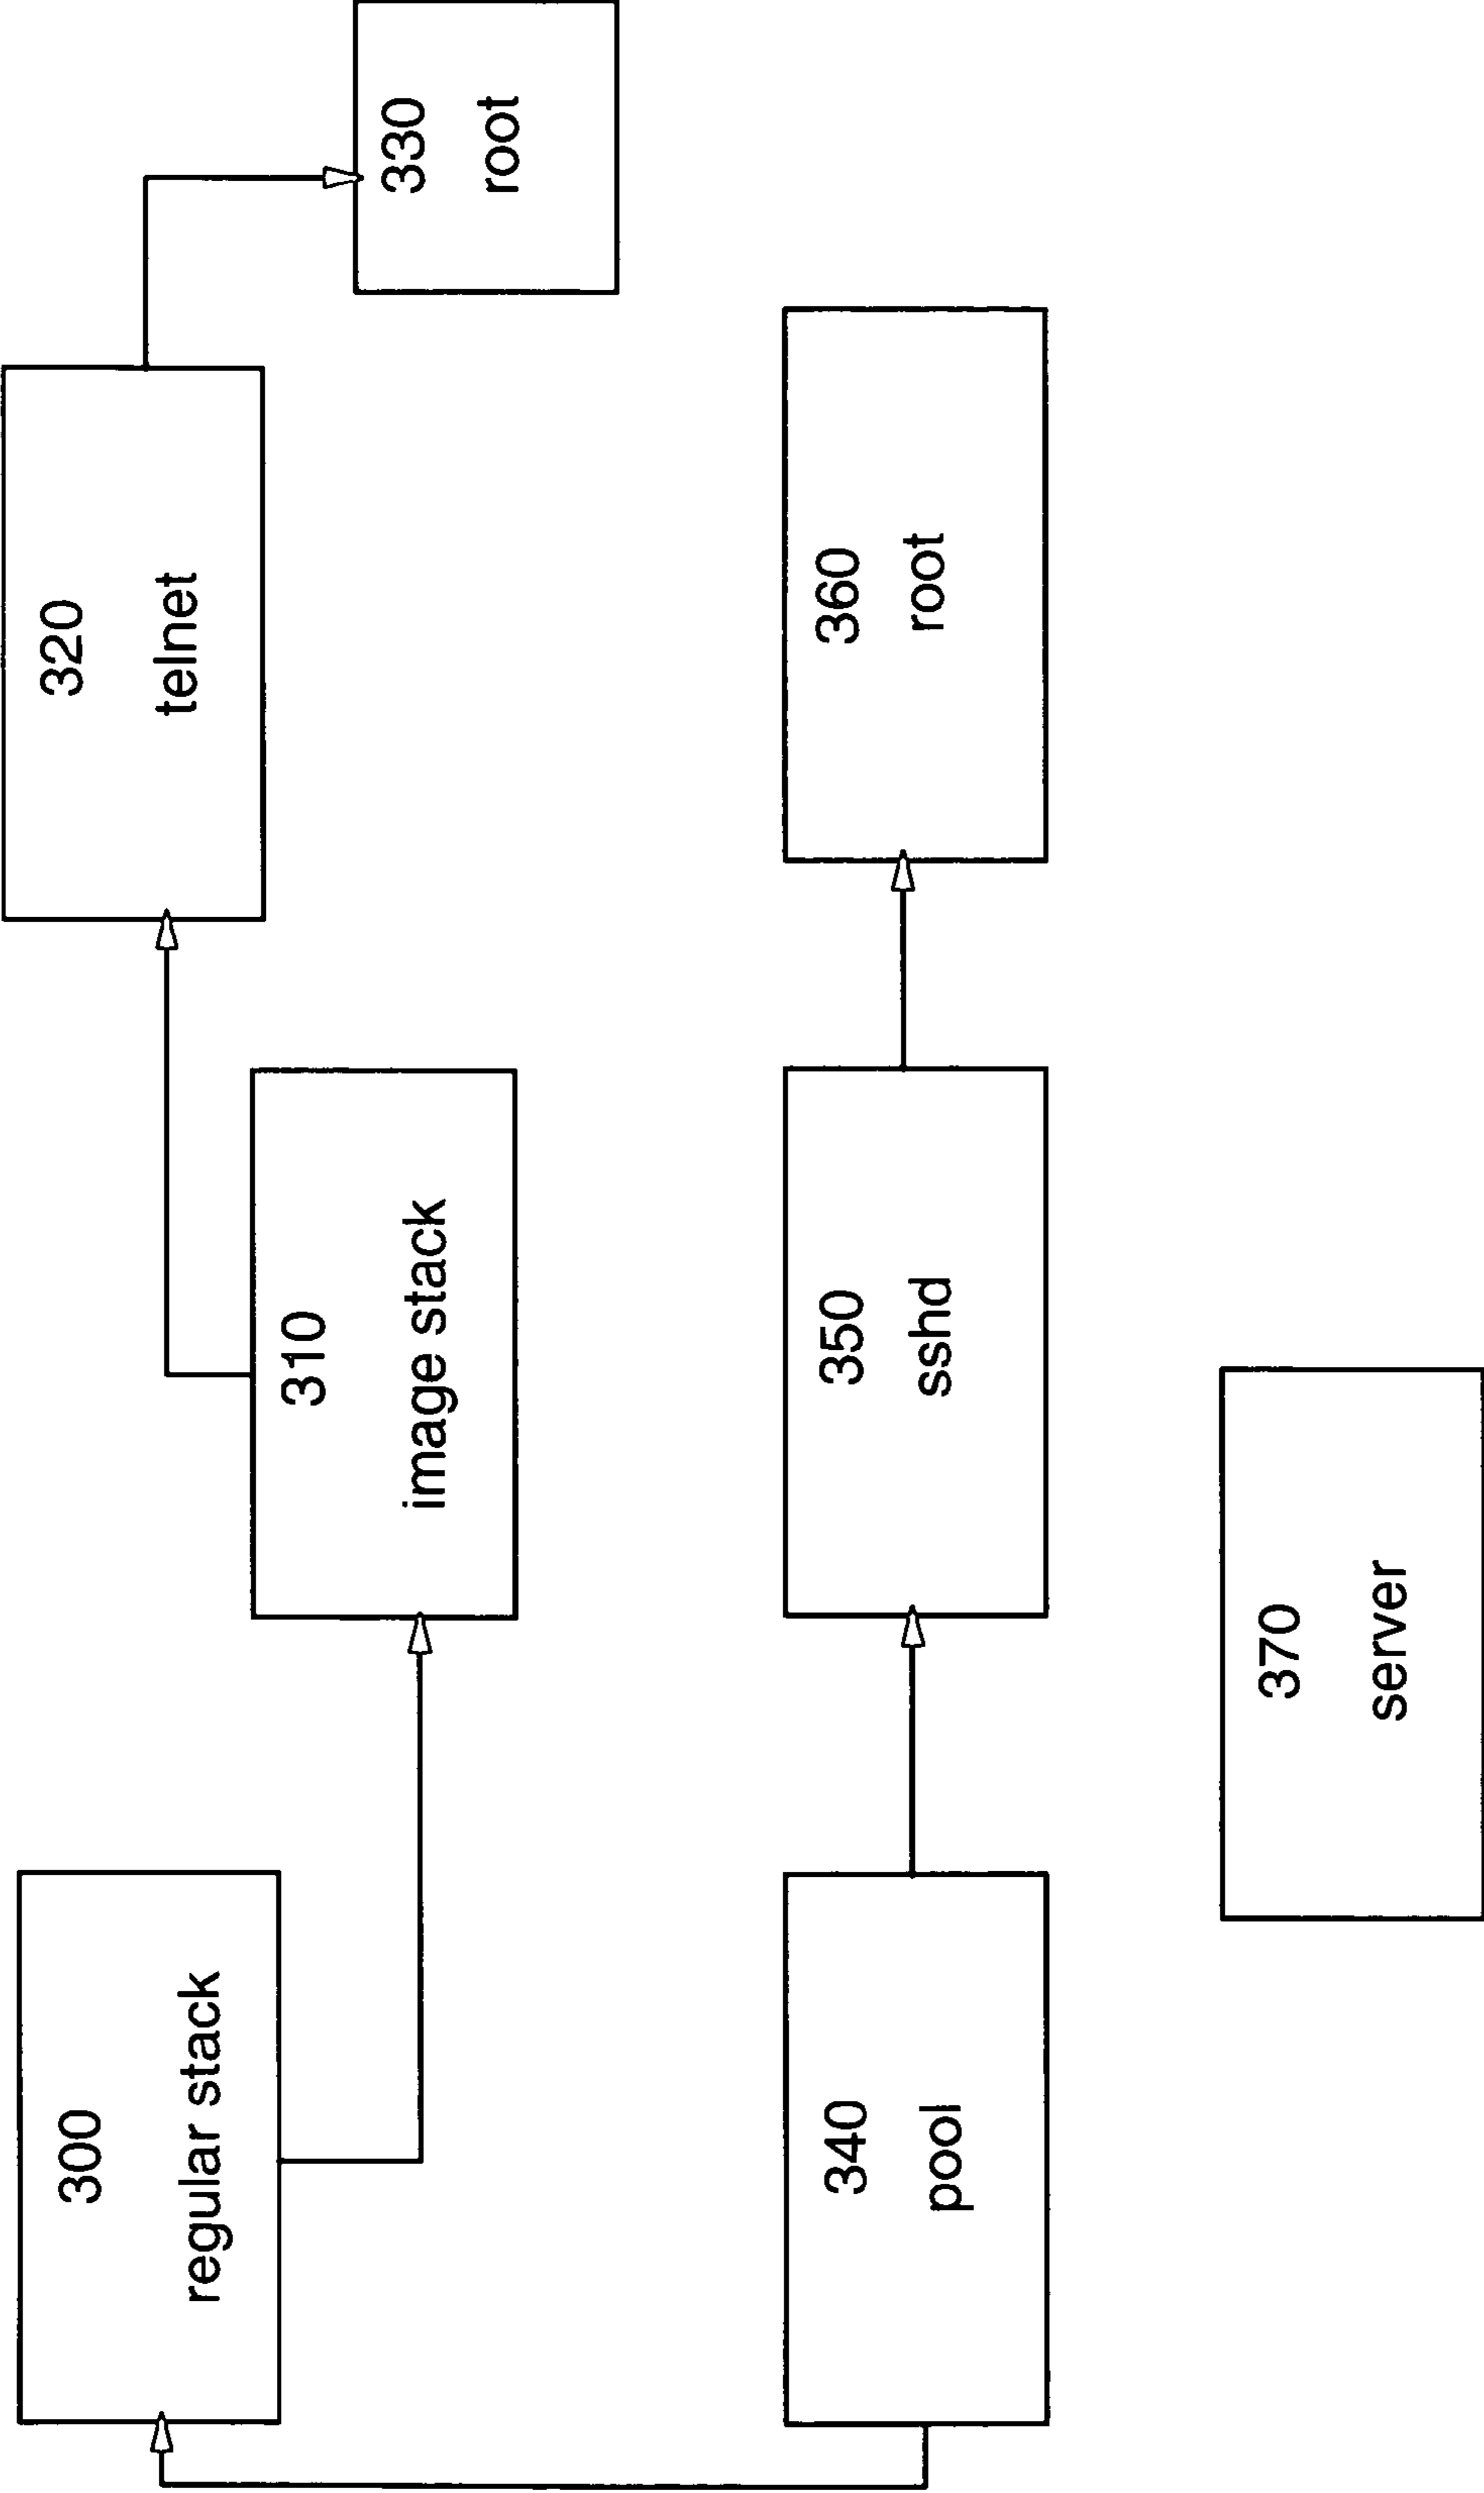 300
regular stack
310
image stack
320
telnet
330
root
340
pool
350
sshd
360
root
370
server